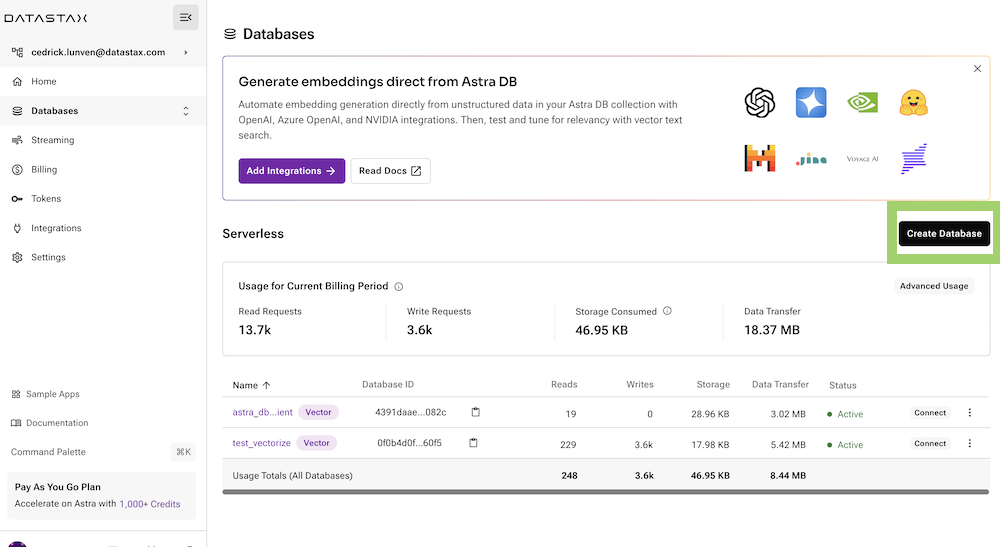 DATASTAX
cedrick.lunven@datastax.com
Home
Databases
Streaming
Billing
Tokens
Integrations
Settings
Sample Apps
Documentation
Command Palette
⌘K
Pay As You Go Plan
Accelerate on Astra with 1,000+ Credits
Databases
Generate embeddings direct from Astra DB
Automate embedding generation directly from unstructured data in your Astra DB collection with
OpenAI, Azure OpenAI, and NVIDIA integrations. Then, test and tune for relevancy with vector text
search.
Add Integrations
Read Docs
jina
VOYAGE AI
Serverless
Create Database
Usage for Current Billing Period
Advanced Usage
Read Requests
13.7k
Write Requests
3.6k
Storage Consumed
46.95 KB
Data Transfer
18.37 MB
Name Database ID Reads Writes Storage Data Transfer Status
astra_db...ient Vector 4391daae...082c 19 0 28.96 KB 3.02 MB Active Connect
test_vectorize Vector 0f0b4d0f...60f5 229 3.6k 17.98 KB 5.42 MB Active Connect
Usage Totals (All Databases) 248 3.6k 46.95 KB 8.44 MB